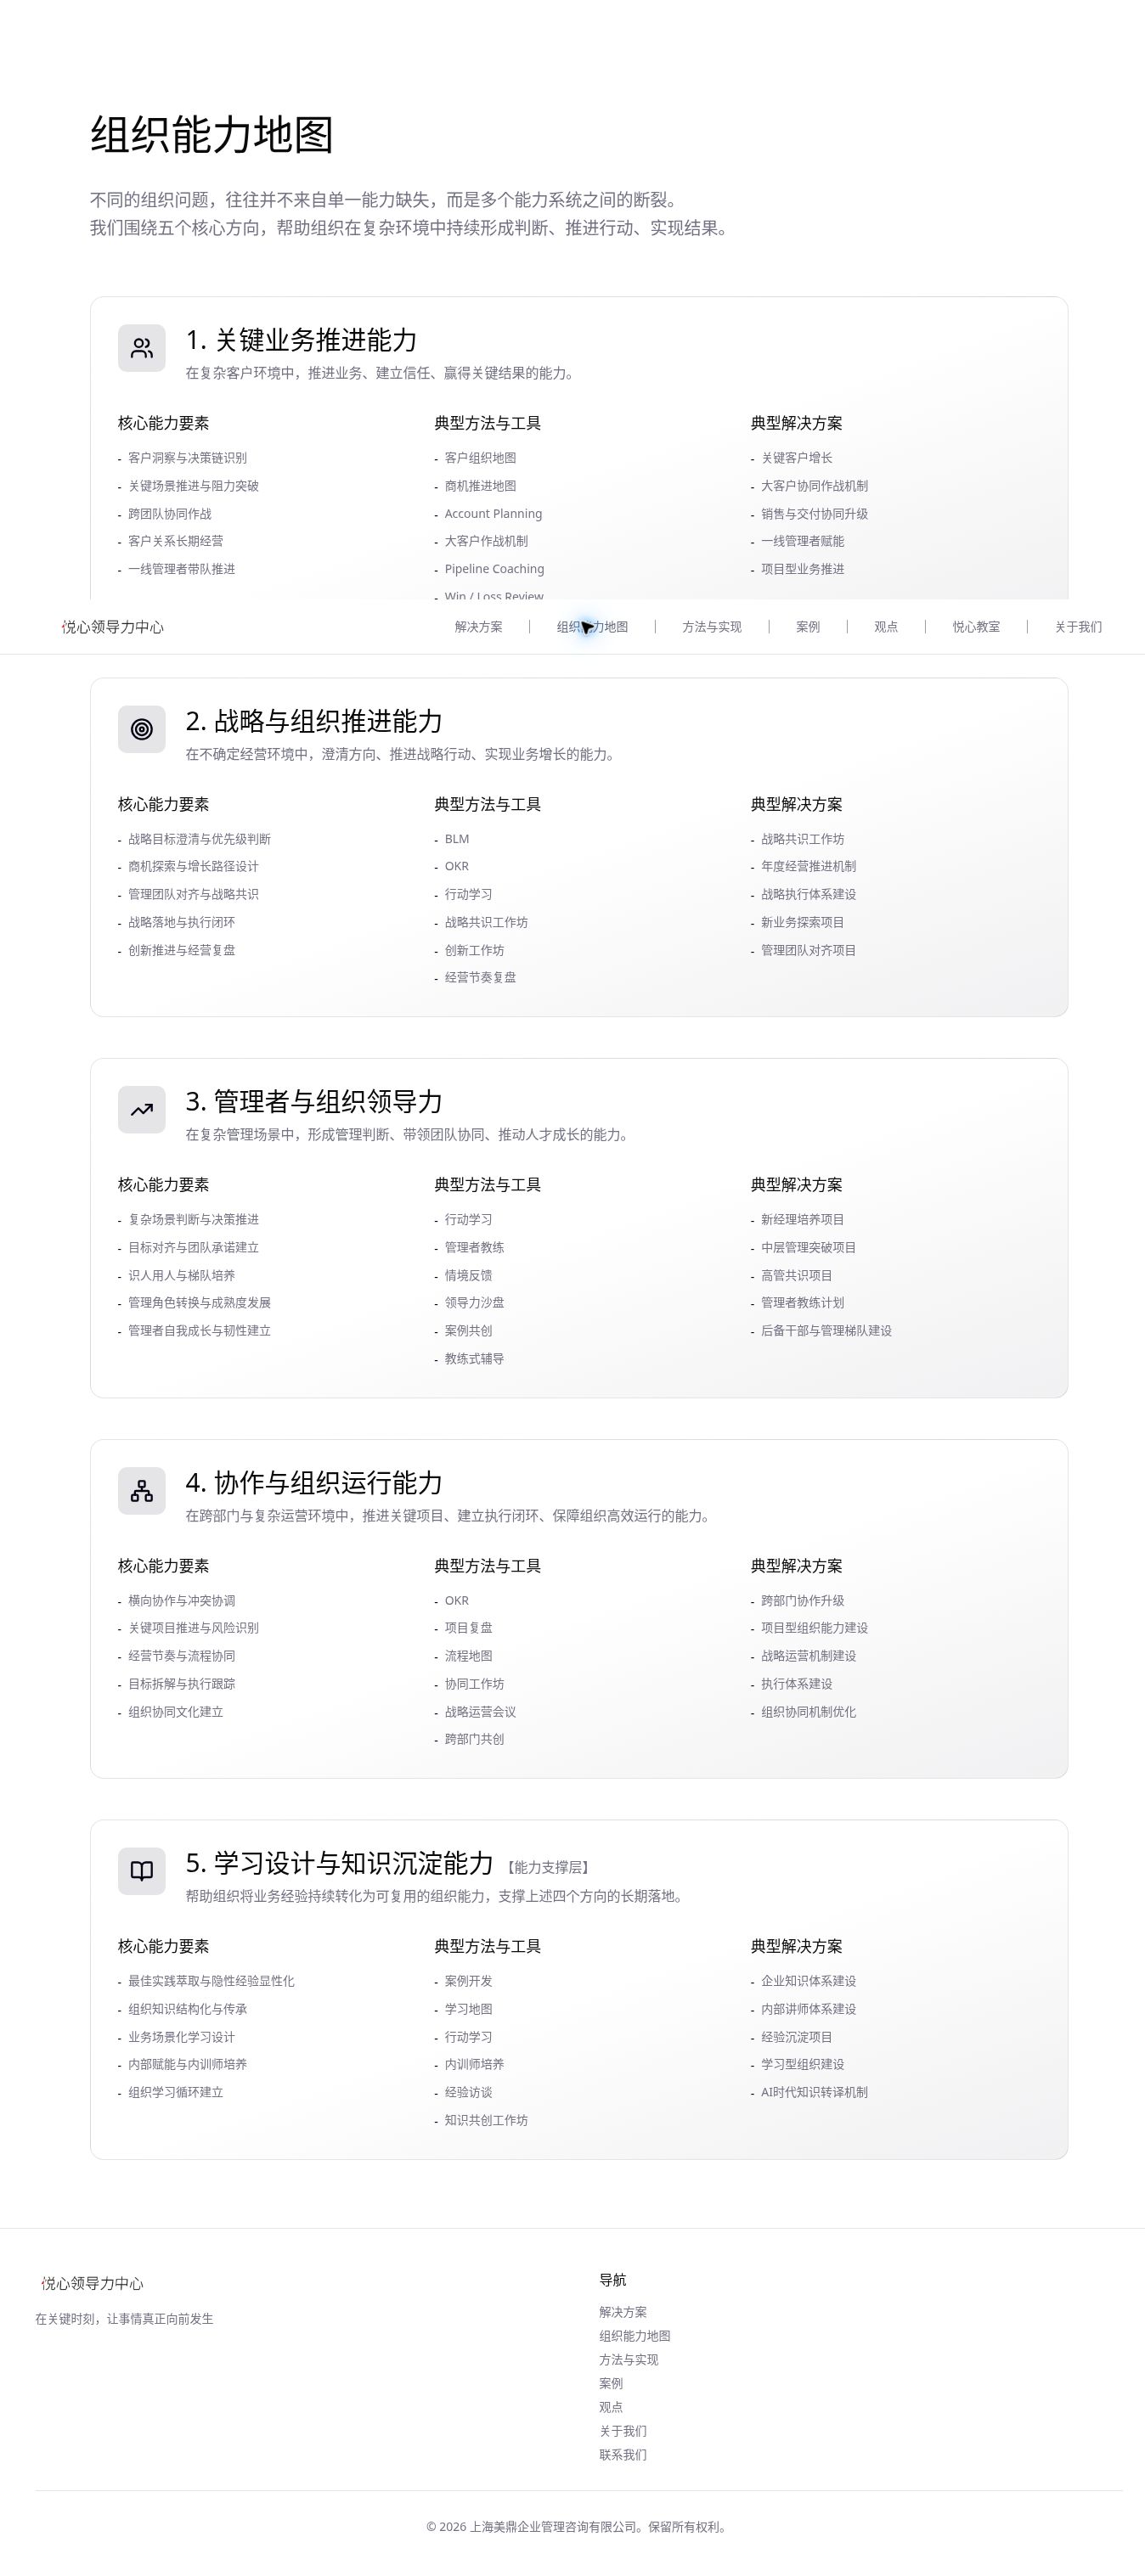 组织能力地图
不同的组织问题，往往并不来自单一能力缺失，而是多个能力系统之间的断裂。
我们围绕五个核心方向，帮助组织在复杂环境中持续形成判断、推进行动、实现结果。
1. 关键业务推进能力
在复杂客户环境中，推进业务、建立信任、赢得关键结果的能力。
核心能力要素
- 客户洞察与决策链识别
- 关键场景推进与阻力突破
- 跨团队协同作战
- 客户关系长期经营
- 一线管理者带队推进
典型方法与工具
- 客户组织地图
- 商机推进地图
- Account Planning
- 大客户作战机制
- Pipeline Coaching
- Win / Loss Review
典型解决方案
- 关键客户增长
- 大客户协同作战机制
- 销售与交付协同升级
- 一线管理者赋能
- 项目型业务推进
悦心领导力中心
解决方案
组织能力地图
方法与实现
案例
观点
悦心教室
关于我们
2. 战略与组织推进能力
在不确定经营环境中，澄清方向、推进战略行动、实现业务增长的能力。
核心能力要素
- 战略目标澄清与优先级判断
- 商机探索与增长路径设计
- 管理团队对齐与战略共识
- 战略落地与执行闭环
- 创新推进与经营复盘
典型方法与工具
- BLM
- OKR
- 行动学习
- 战略共识工作坊
- 创新工作坊
- 经营节奏复盘
典型解决方案
- 战略共识工作坊
- 年度经营推进机制
- 战略执行体系建设
- 新业务探索项目
- 管理团队对齐项目
3. 管理者与组织领导力
在复杂管理场景中，形成管理判断、带领团队协同、推动人才成长的能力。
核心能力要素
- 复杂场景判断与决策推进
- 目标对齐与团队承诺建立
- 识人用人与梯队培养
- 管理角色转换与成熟度发展
- 管理者自我成长与韧性建立
典型方法与工具
- 行动学习
- 管理者教练
- 情境反馈
- 领导力沙盘
- 案例共创
- 教练式辅导
典型解决方案
- 新经理培养项目
- 中层管理突破项目
- 高管共识项目
- 管理者教练计划
- 后备干部与管理梯队建设
4. 协作与组织运行能力
在跨部门与复杂运营环境中，推进关键项目、建立执行闭环、保障组织高效运行的能力。
核心能力要素
- 横向协作与冲突协调
- 关键项目推进与风险识别
- 经营节奏与流程协同
- 目标拆解与执行跟踪
- 组织协同文化建立
典型方法与工具
- OKR
- 项目复盘
- 流程地图
- 协同工作坊
- 战略运营会议
- 跨部门共创
典型解决方案
- 跨部门协作升级
- 项目型组织能力建设
- 战略运营机制建设
- 执行体系建设
- 组织协同机制优化
5. 学习设计与知识沉淀能力 【能力支撑层】
帮助组织将业务经验持续转化为可复用的组织能力，支撑上述四个方向的长期落地。
核心能力要素
- 最佳实践萃取与隐性经验显性化
- 组织知识结构化与传承
- 业务场景化学习设计
- 内部赋能与内训师培养
- 组织学习循环建立
典型方法与工具
- 案例开发
- 学习地图
- 行动学习
- 内训师培养
- 经验访谈
- 知识共创工作坊
典型解决方案
- 企业知识体系建设
- 内部讲师体系建设
- 经验沉淀项目
- 学习型组织建设
- AI时代知识转译机制
悦心领导力中心
在关键时刻，让事情真正向前发生
导航
解决方案
组织能力地图
方法与实现
案例
观点
关于我们
联系我们
© 2026 上海美鼎企业管理咨询有限公司。保留所有权利。